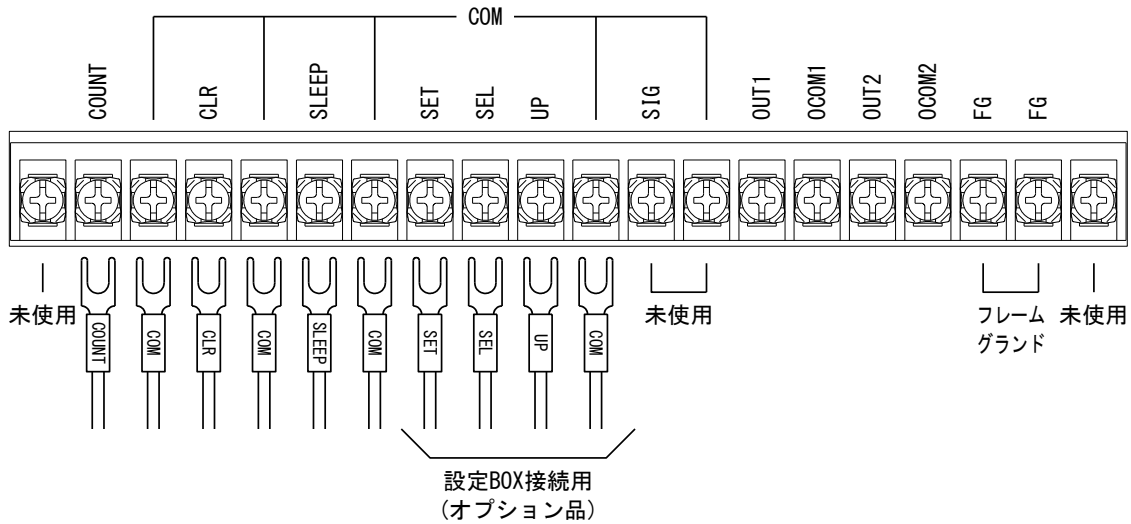 COM
COUNT
CLR
SLEEP
SET
SEL
UP
SIG
OUT1
OCOM1
OUT2
OCOM2
FG
FG
未使用
COUNT
COM
CLR
COM
SLEEP
COM
SET
SEL
UP
COM
未使用
フレーム
グランド
未使用
設定BOX接続用
(オプション品)